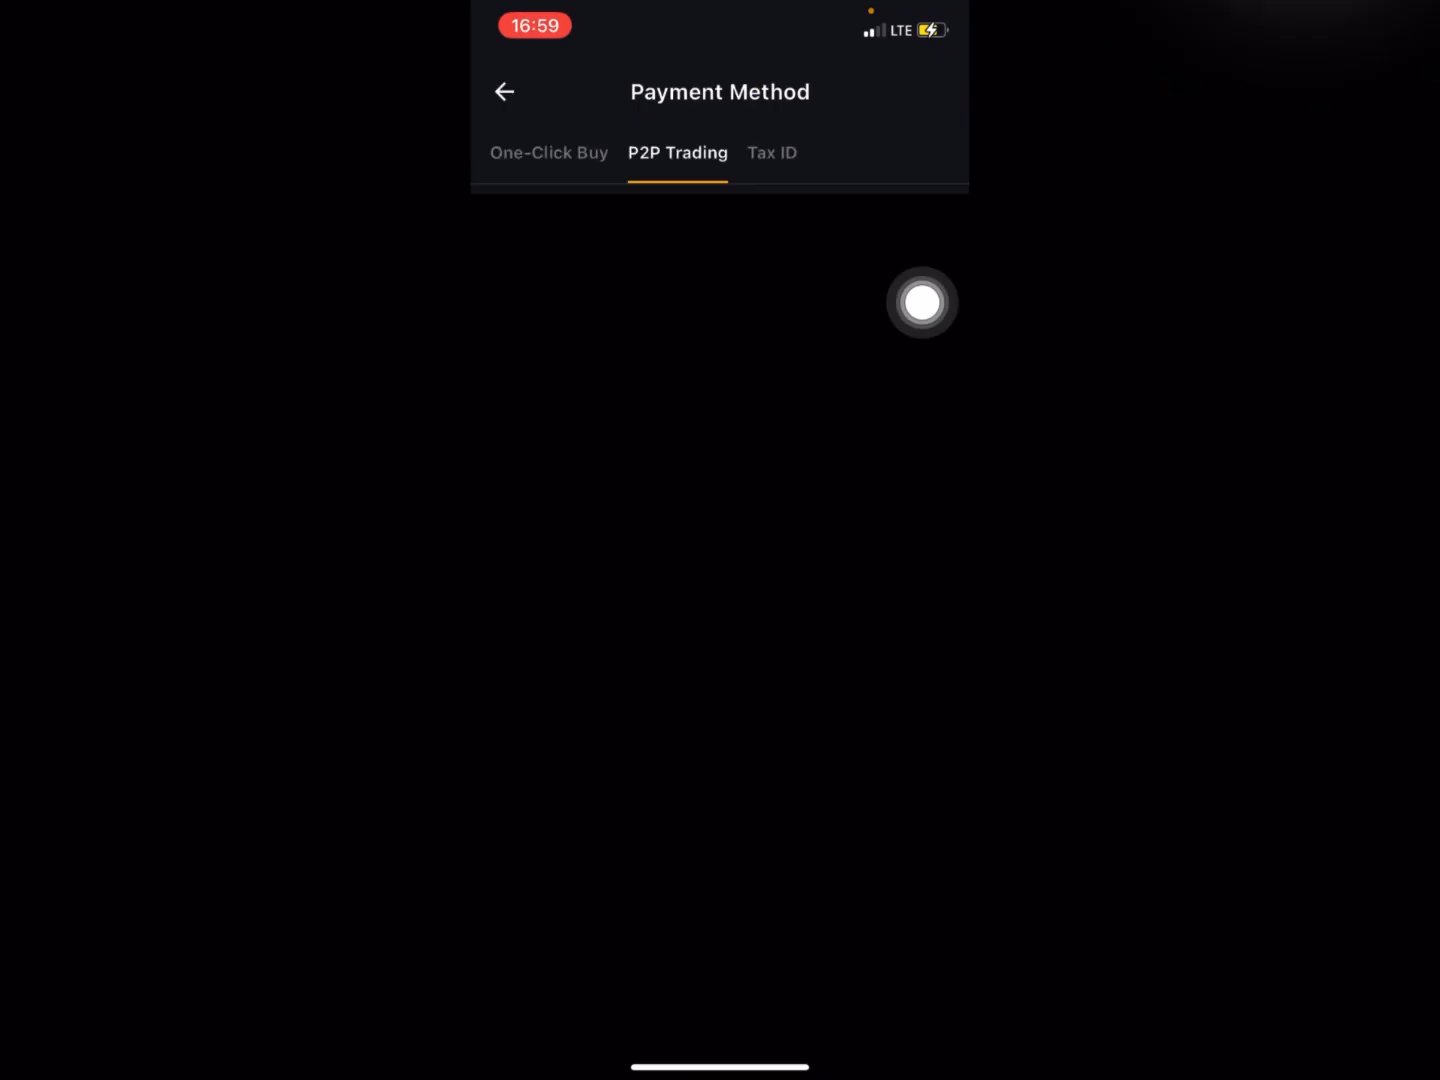 16:59
LTE
Payment Method
One-Click Buy
P2P Trading
Tax ID